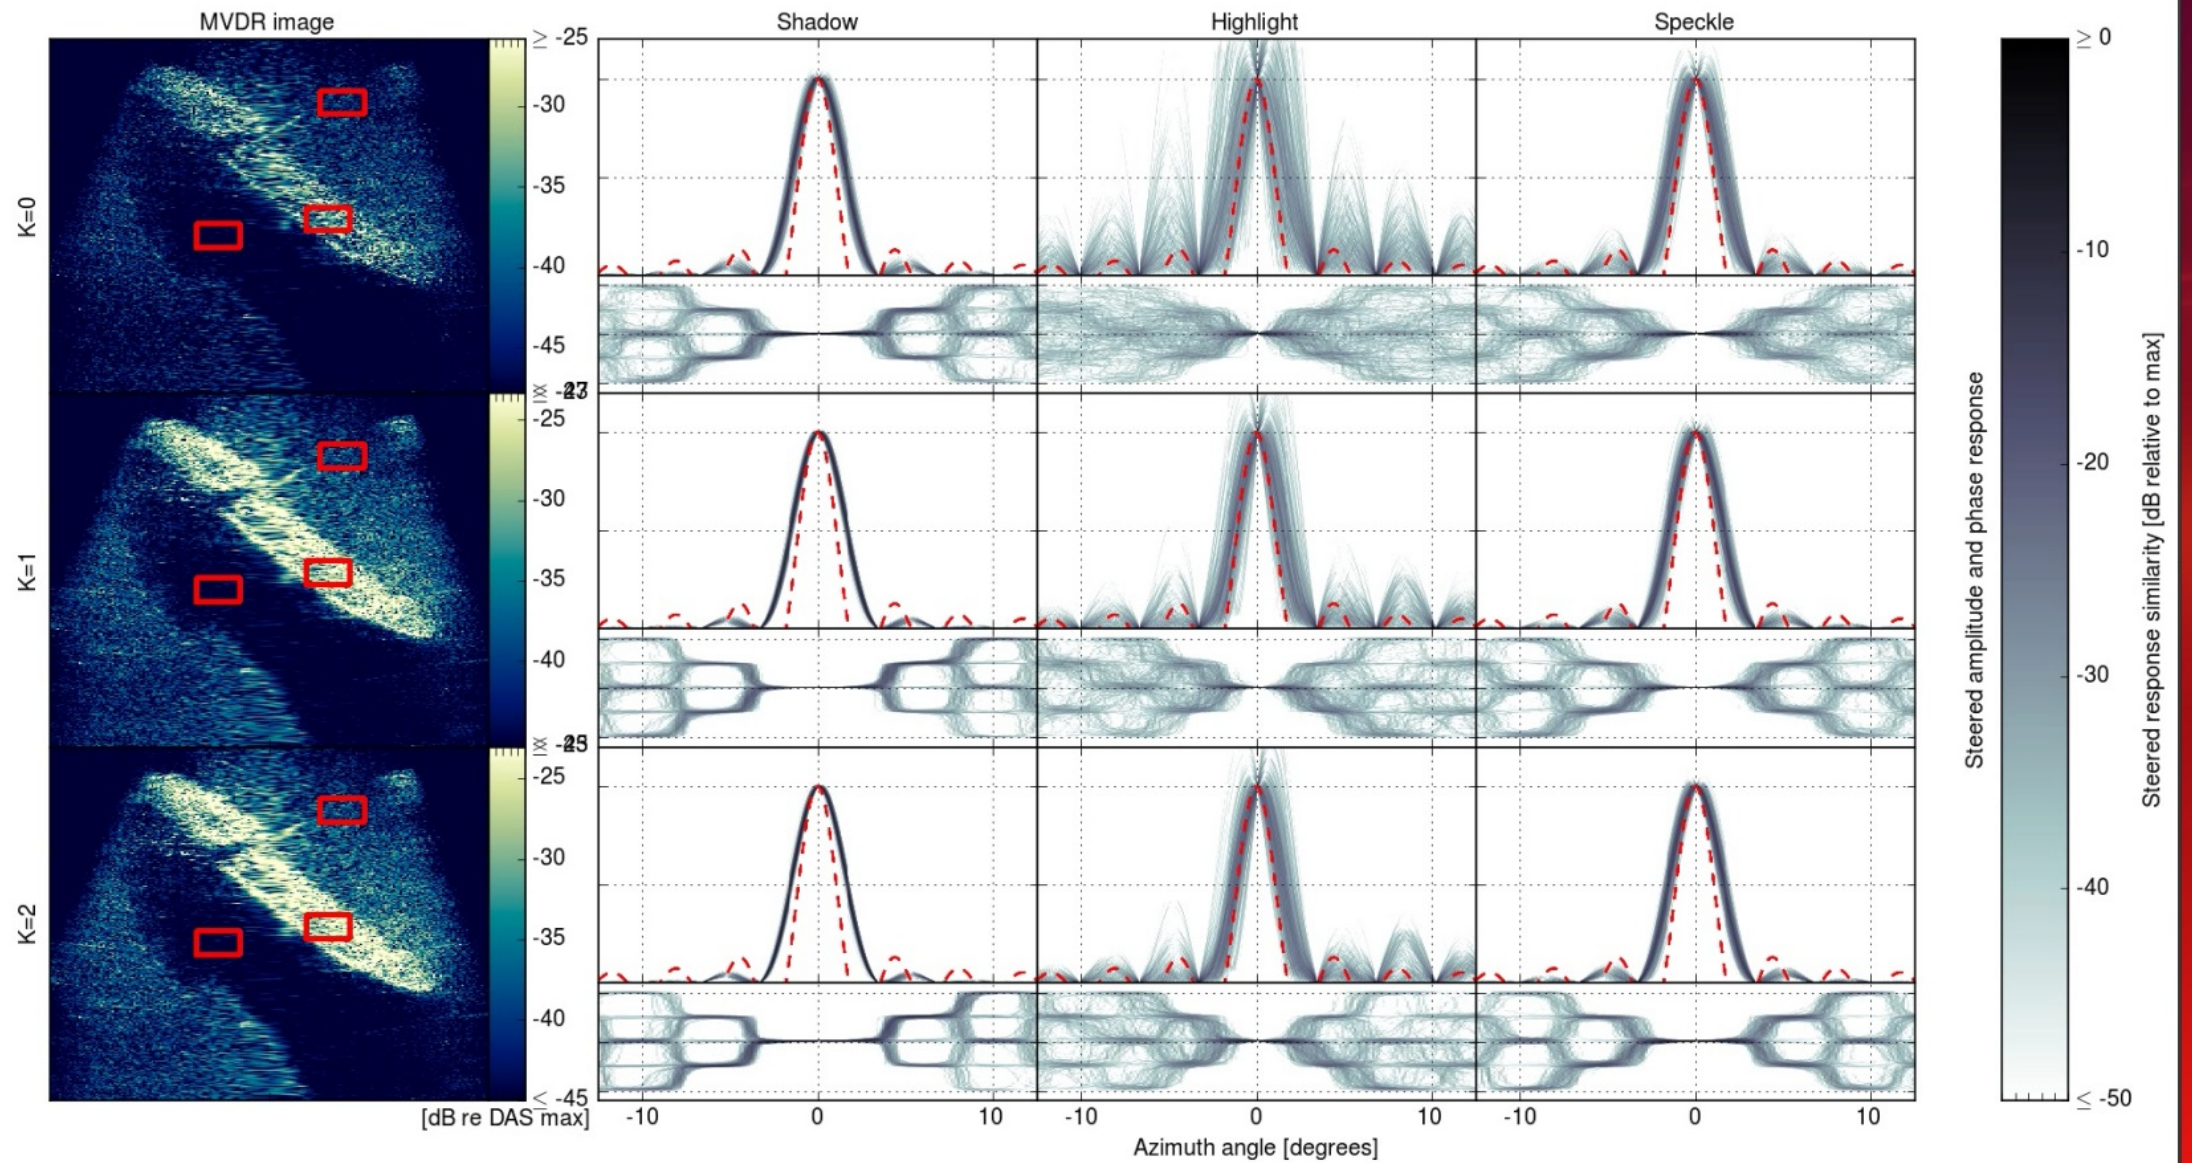 MVDR image
Shadow
Highlight
Speckle
K=0
≥ -25
-30
-35
-40
-45
K=1
-25
-30
-35
-40
K=2
-25
-30
-35
-40
≤ -45
[dB re DAS max]
-10 0 10
-10 0 10
-10 0 10
Azimuth angle [degrees]
Steered amplitude and phase response
≥ 0
-10
-20
-30
-40
≤ -50
Steered response similarity [dB relative to max]